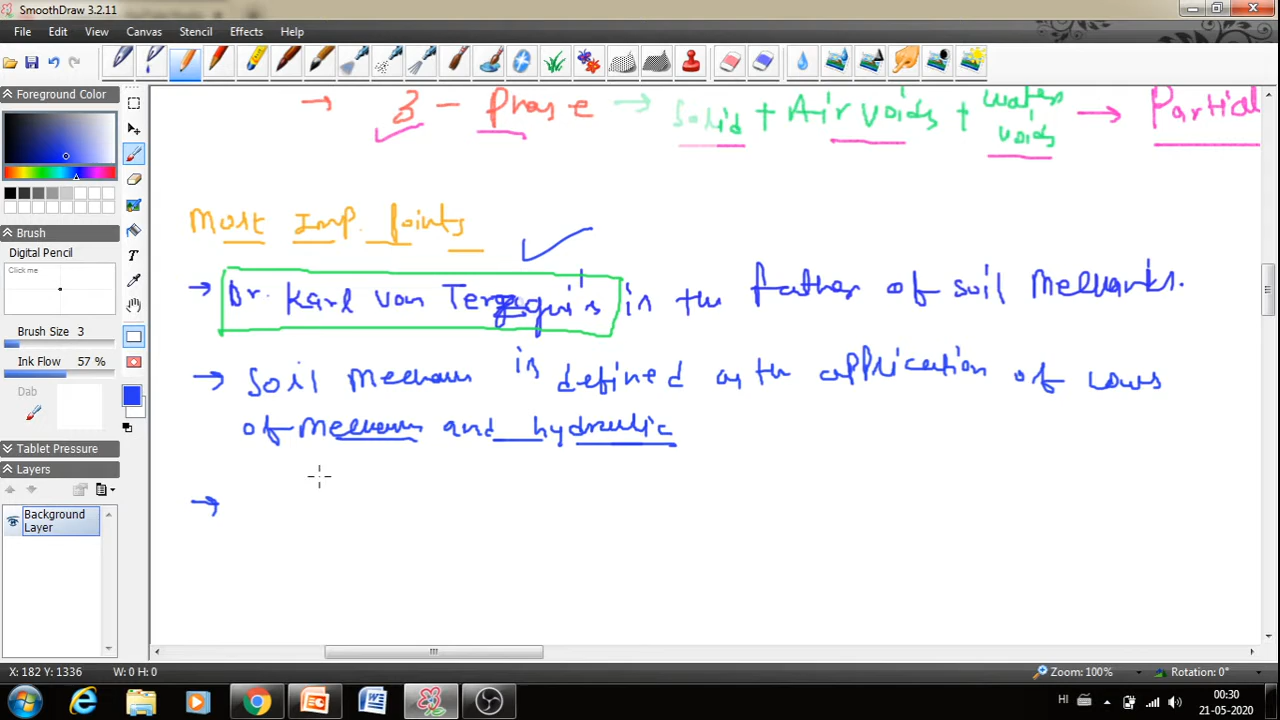 SmoothDraw 3.2.11
File Edit View Canvas Stencil Effects Help
Foreground Color
Brush
Digital Pencil
Click me
Brush Size 3
Ink Flow 57 %
Dab
Tablet Pressure
Layers
Background Layer
→ 3 - Phase → Solid + Air voids + water voids → Partial
Most Imp. Points
→ Dr. Karl von is the father of soil Mechanics.
→ Soil is defined as the application of Laws
of and hydraulic
→
X: 182 Y: 1336 W: 0 H: 0 Zoom: 100% Rotation: 0°
HI 00:30
21-05-2020